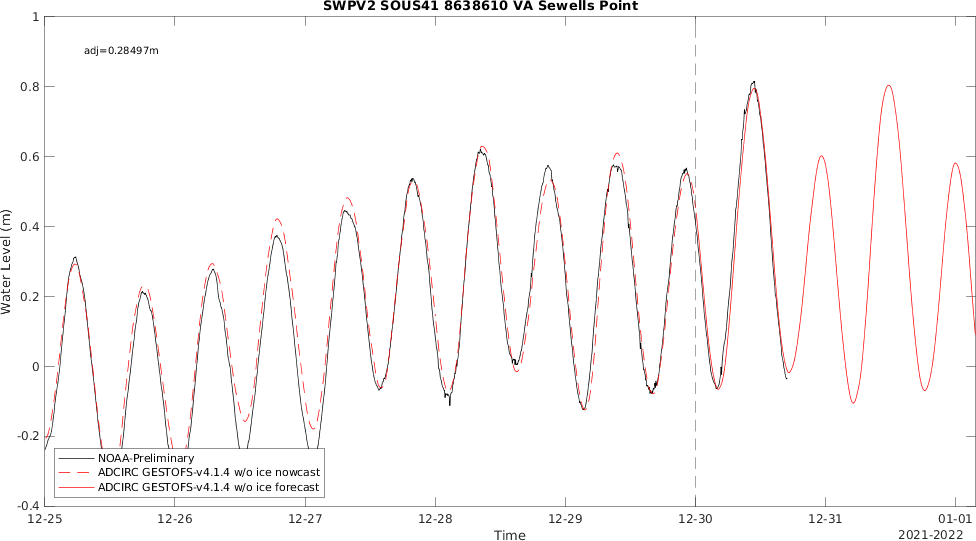 SWPV2 SOUS41 8638610 VA Sewells Point
adj=0.28497m
1
0.8
0.6
0.4
0.2
0
-0.2
-0.4
Water Level (m)
NOAA-Preliminary
ADCIRC GESTOFS-v4.1.4 w/o ice nowcast
ADCIRC GESTOFS-v4.1.4 w/o ice forecast
12-25 12-26 12-27 12-28 12-29 12-30 12-31 01-01
Time
2021-2022